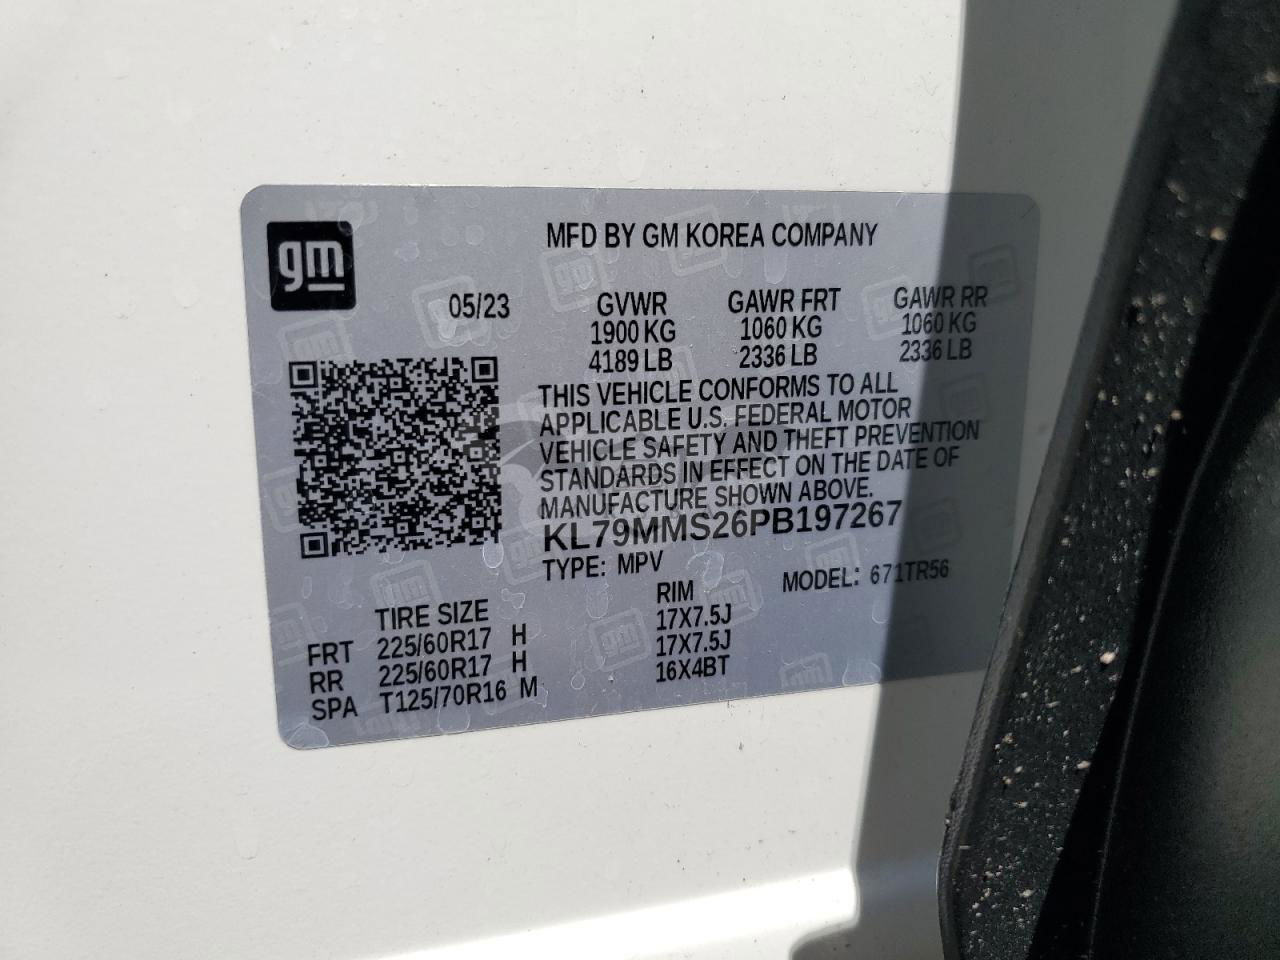 gm
MFD BY GM KOREA COMPANY
05/23 GVWR GAWR FRT GAWR RR
1900 KG 1060 KG 1060 KG
4189 LB 2336 LB 2336 LB
THIS VEHICLE CONFORMS TO ALL
APPLICABLE U.S. FEDERAL MOTOR
VEHICLE SAFETY AND THEFT PREVENTION
STANDARDS IN EFFECT ON THE DATE OF
MANUFACTURE SHOWN ABOVE.
KL79MMS26PB197267
TYPE: MPV MODEL: 671TR56
TIRE SIZE RIM
FRT 225/60R17 H 17X7.5J
RR 225/60R17 H 17X7.5J
SPA T125/70R16 M 16X4BT